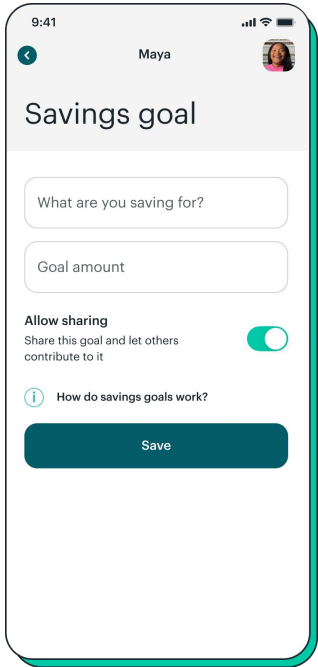 9:41
Maya
Savings goal
What are you saving for?
Goal amount
Allow sharing
Share this goal and let others
contribute to it
i How do savings goals work?
Save